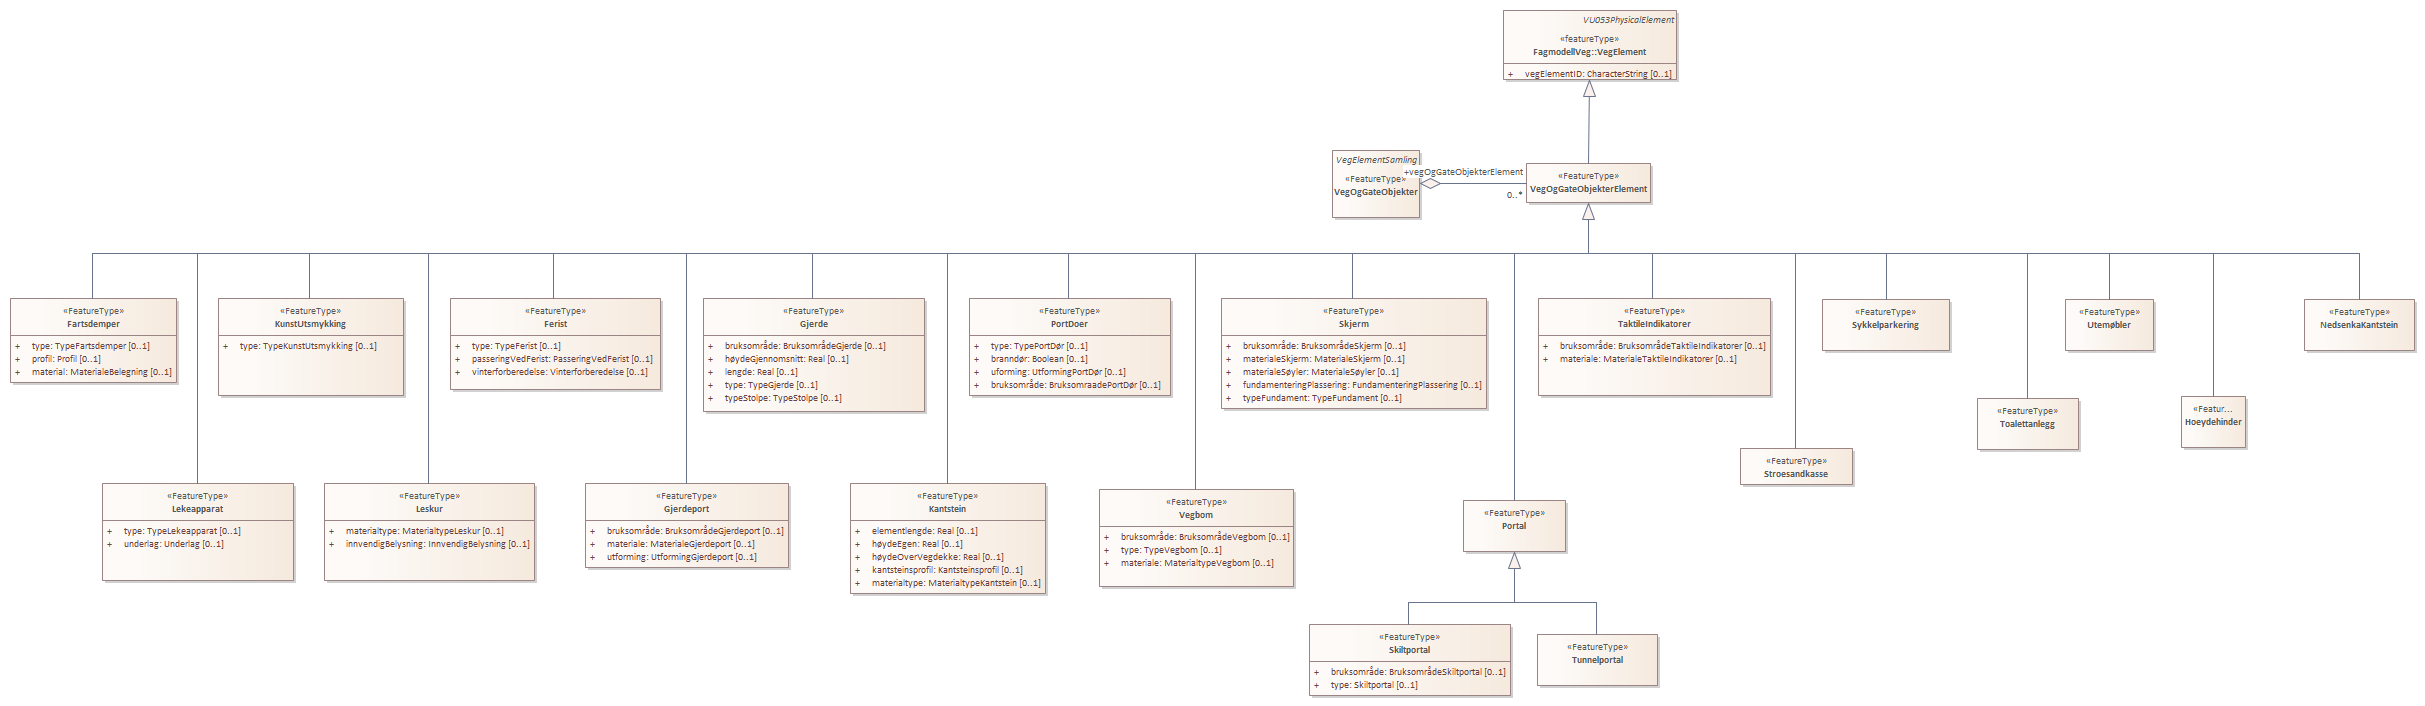 VU053PhysicalElement
«featureType»
FagmodellVeg::VegElement
+ vegElementID: CharacterString [0..1]
VegElementSamling
«FeatureType»
VegOgGateObjekter
+vegOgGateObjekterElement
0..*
«FeatureType»
VegOgGateObjekterElement
«FeatureType»
Fartsdemper
+ type: TypeFartsdemper [0..1]
+ profil: Profil [0..1]
+ material: MaterialeBelegning [0..1]
«FeatureType»
KunstUtsmykking
+ type: TypeKunstUtsmykking [0..1]
«FeatureType»
Ferist
+ type: TypeFerist [0..1]
+ passeringVedFerist: PasseringVedFerist [0..1]
+ vinterforberedelse: Vinterforberedelse [0..1]
«FeatureType»
Gjerde
+ bruksområde: BruksområdeGjerde [0..1]
+ høydeGjennomsnitt: Real [0..1]
+ lengde: Real [0..1]
+ type: TypeGjerde [0..1]
+ typeStolpe: TypeStolpe [0..1]
«FeatureType»
PortDoer
+ type: TypePortDør [0..1]
+ branndør: Boolean [0..1]
+ uforming: UtformingPortDør [0..1]
+ bruksområde: BruksomraadePortDør [0..1]
«FeatureType»
Skjerm
+ bruksområde: BruksområdeSkjerm [0..1]
+ materialeSkjerm: MaterialeSkjerm [0..1]
+ materialeSøyler: MaterialeSøyler [0..1]
+ fundamenteringPlassering: FundamenteringPlassering [0..1]
+ typeFundament: TypeFundament [0..1]
«FeatureType»
TaktileIndikatorer
+ bruksområde: BruksområdeTaktileIndikatorer [0..1]
+ materiale: MaterialeTaktileIndikatorer [0..1]
«FeatureType»
Sykkelparkering
«FeatureType»
Utemøbler
«FeatureType»
NedsenkaKantstein
«FeatureType»
Toalettanlegg
«Featur...
Hoeydehinder
«FeatureType»
Stroesandkasse
«FeatureType»
Lekeapparat
+ type: TypeLekeapparat [0..1]
+ underlag: Underlag [0..1]
«FeatureType»
Leskur
+ materialtype: MaterialtypeLeskur [0..1]
+ innvendigBelysning: InnvendigBelysning [0..1]
«FeatureType»
Gjerdeport
+ bruksområde: BruksområdeGjerdeport [0..1]
+ materiale: MaterialeGjerdeport [0..1]
+ utforming: UtformingGjerdeport [0..1]
«FeatureType»
Kantstein
+ elementlengde: Real [0..1]
+ høydeEgen: Real [0..1]
+ høydeOverVegdekke: Real [0..1]
+ kantsteinsprofil: Kantsteinsprofil [0..1]
+ materialtype: MaterialtypeKantstein [0..1]
«FeatureType»
Vegbom
+ bruksområde: BruksområdeVegbom [0..1]
+ type: TypeVegbom [0..1]
+ materiale: MaterialtypeVegbom [0..1]
«FeatureType»
Portal
«FeatureType»
Skiltportal
+ bruksområde: BruksområdeSkiltportal [0..1]
+ type: Skiltportal [0..1]
«FeatureType»
Tunnelportal